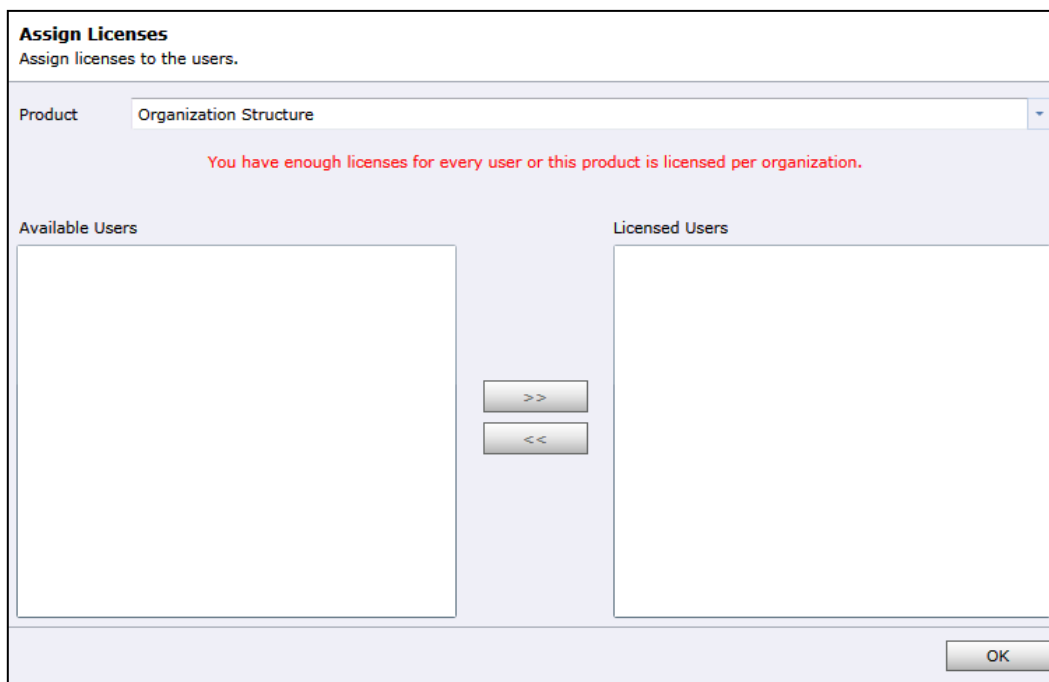 Assign Licenses
Assign licenses to the users.
Product Organization Structure
You have enough licenses for every user or this product is licensed per organization.
Available Users Licensed Users
>>
<<
OK